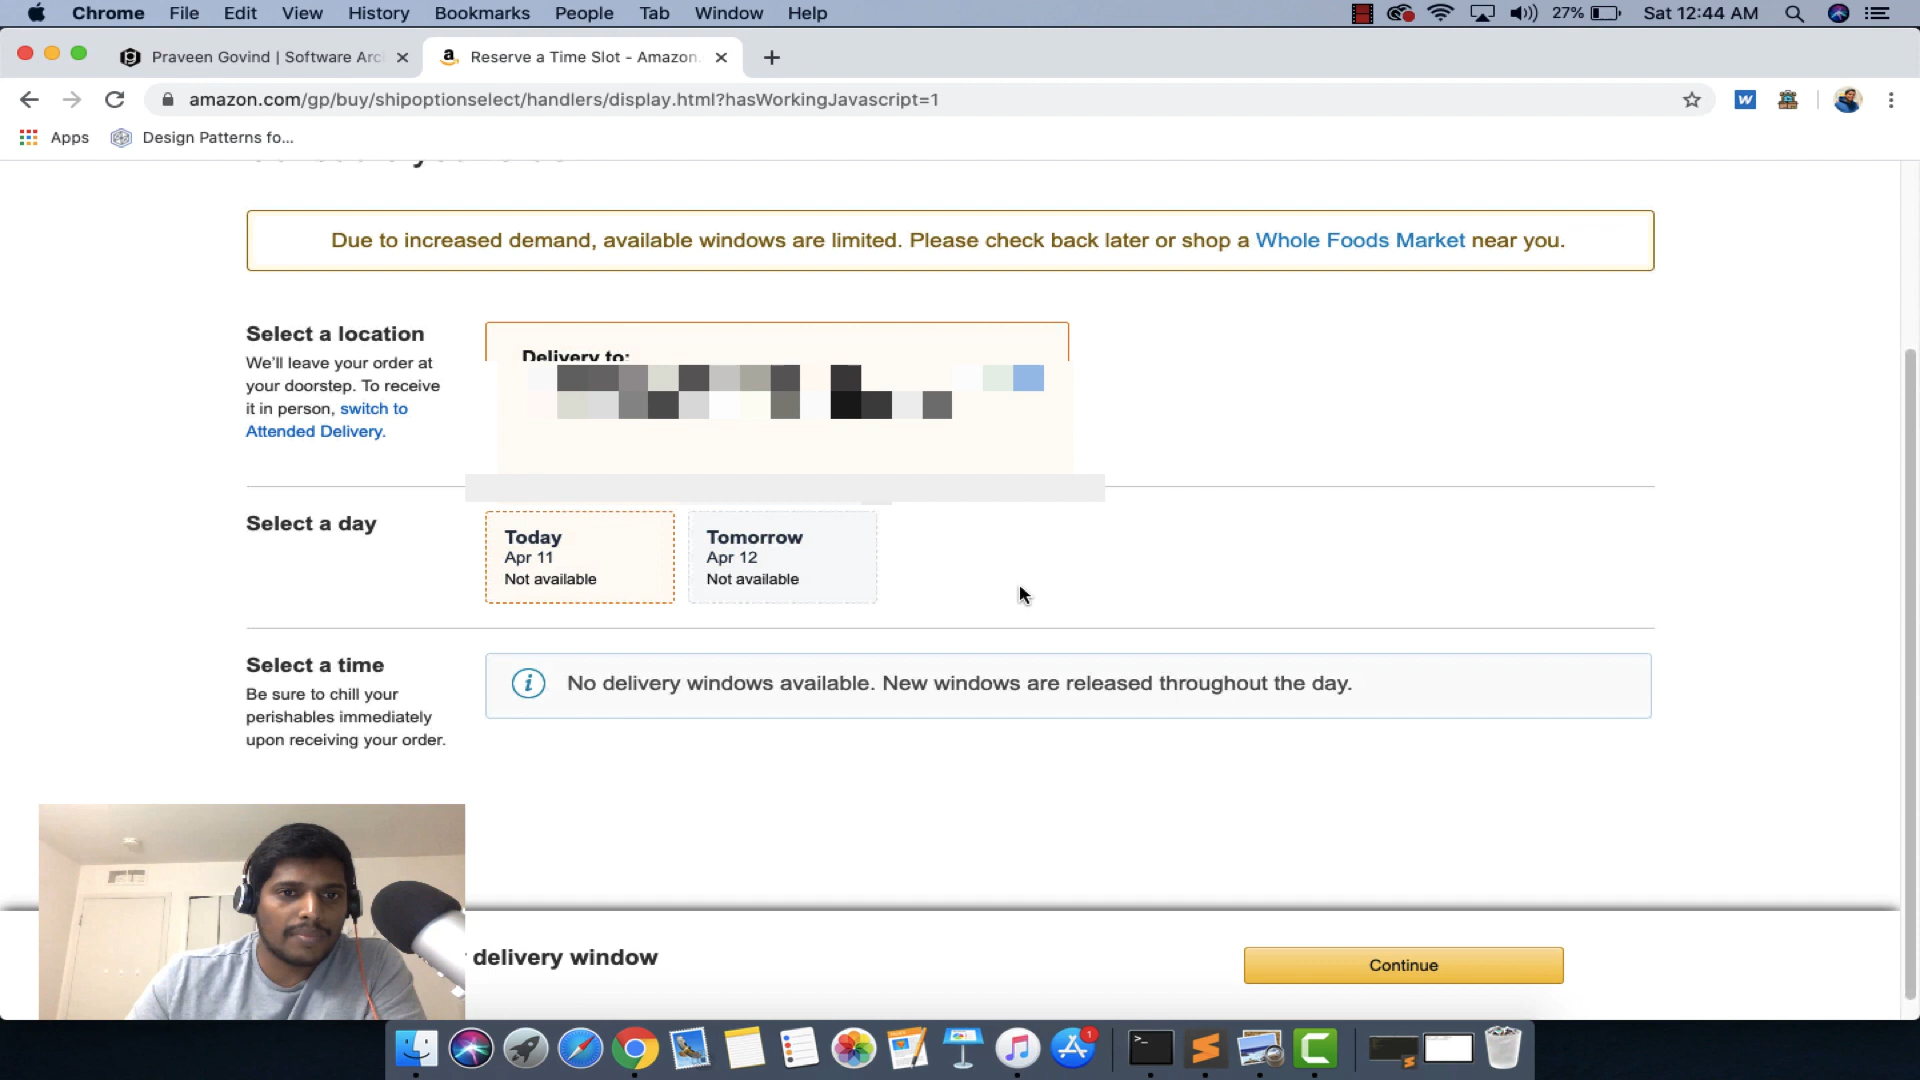 Chrome File Edit View History Bookmarks People Tab Window Help 27% Sat 12:44 AM
Praveen Govind | Software Arc Reserve a Time Slot - Amazon.
amazon.com/gp/buy/shipoptionselect/handlers/display.html?hasWorkingJavascript=1
Apps Design Patterns fo...
Due to increased demand, available windows are limited. Please check back later or shop a Whole Foods Market near you.
Select a location
We'll leave your order at
your doorstep. To receive
it in person, switch to
Attended Delivery.
Delivery to:
Select a day
Today
Apr 11
Not available
Tomorrow
Apr 12
Not available
Select a time
Be sure to chill your
perishables immediately
upon receiving your order.
No delivery windows available. New windows are released throughout the day.
delivery window
Continue
1